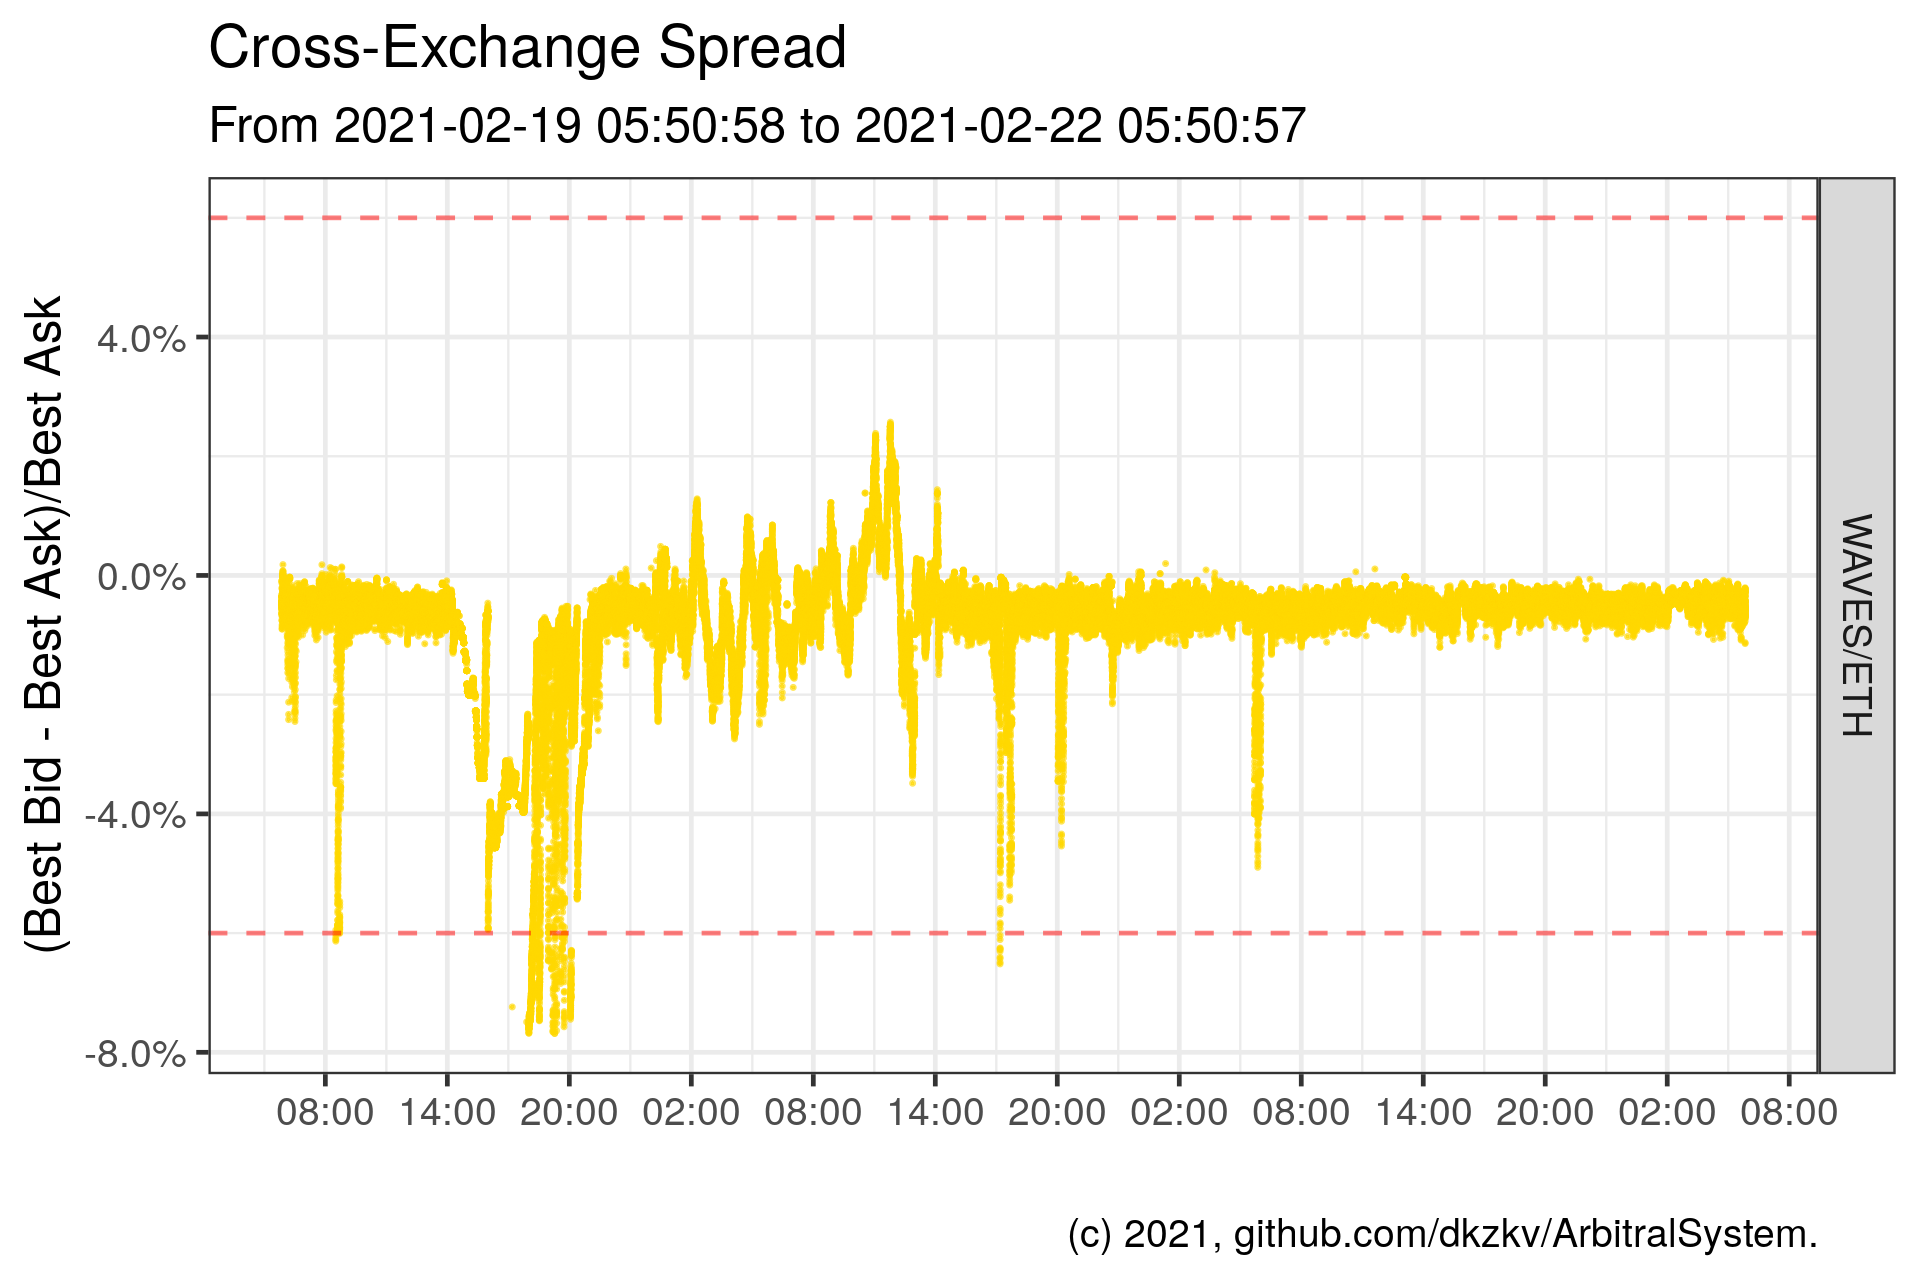 Cross-Exchange Spread
From 2021-02-19 05:50:58 to 2021-02-22 05:50:57
(Best Bid - Best Ask)/Best Ask
4.0%
0.0%
-4.0%
-8.0%
WAVES/ETH
08:00 14:00 20:00 02:00 08:00 14:00 20:00 02:00 08:00 14:00 20:00 02:00 08:00
(c) 2021, github.com/dkzkv/ArbitralSystem.